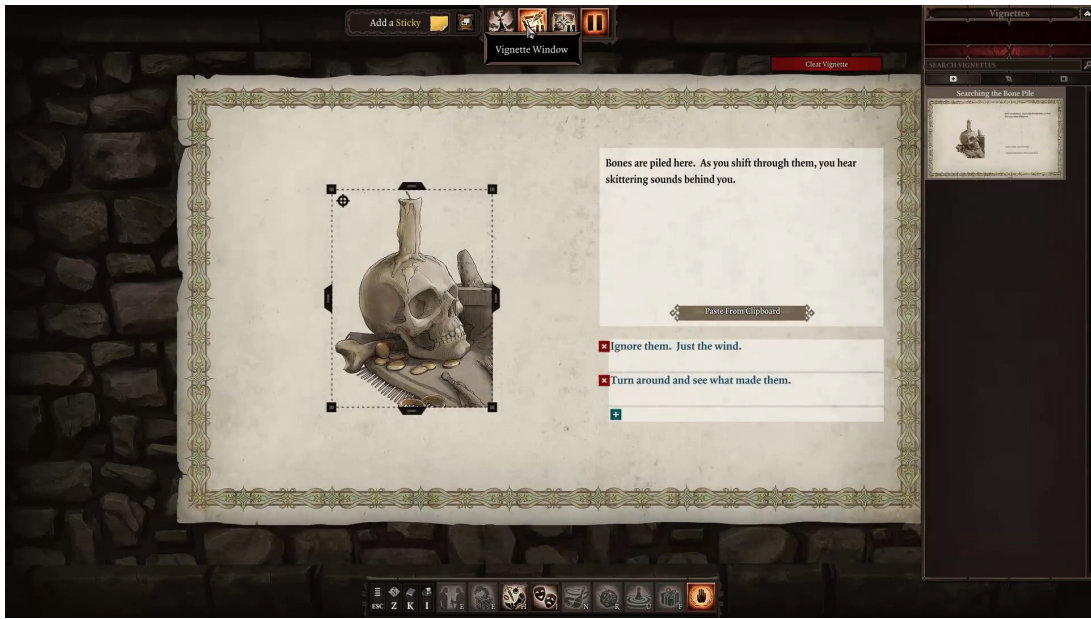 Add a Sticky
Vignette Window
Vignettes
Clear Vignette
SEARCH VIGNETTES
Searching the Bone Pile
Bones are piled here. As you shift through them, you hear
skittering sounds behind you.
Paste From Clipboard
Ignore them. Just the wind.
Turn around and see what made them.
ESC Z K I E E H N R D F